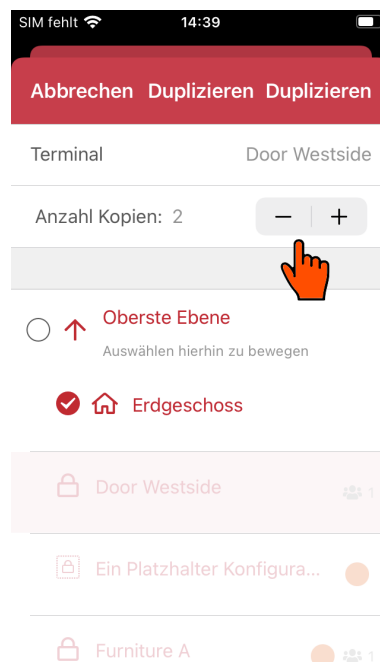 SIM fehlt 14:39
Abbrechen Duplizieren Duplizieren
Terminal Door Westside
Anzahl Kopien: 2 − +
Oberste Ebene
Auswählen hierhin zu bewegen
Erdgeschoss
Door Westside 1
Ein Platzhalter Konfigura...
Furniture A 1